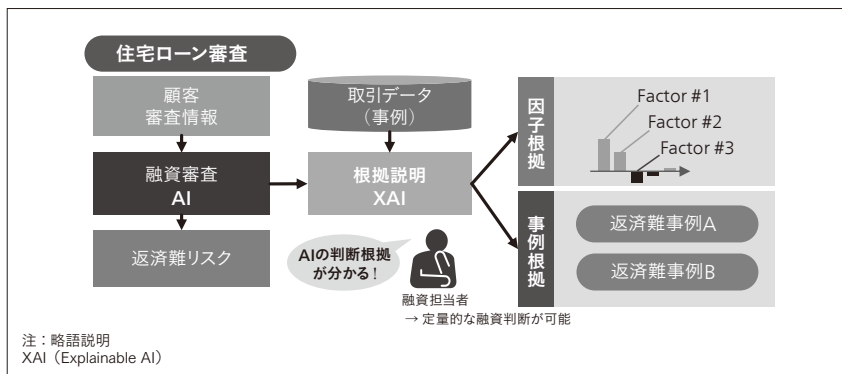 住宅ローン審査
顧客
審査情報
取引データ
（事例）
融資審査
AI
根拠説明
XAI
返済難リスク
AIの判断根拠
が分かる！
融資担当者
→ 定量的な融資判断が可能
因子根拠
Factor #1
Factor #2
Factor #3
事例根拠
返済難事例A
返済難事例B
注：略語説明
XAI（Explainable AI）